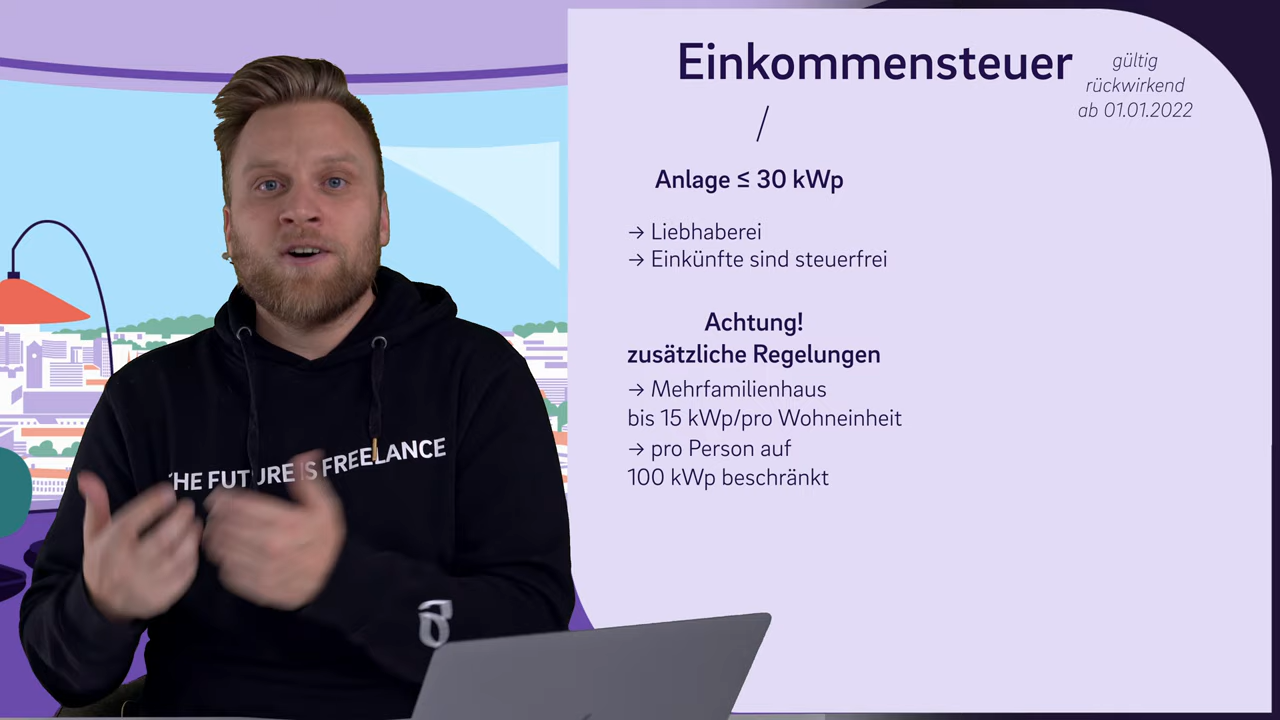 Einkommensteuer
gültig
rückwirkend
ab 01.01.2022
Anlage ≤ 30 kWp
→ Liebhaberei
→ Einkünfte sind steuerfrei
Achtung!
zusätzliche Regelungen
→ Mehrfamilienhaus
bis 15 kWp/pro Wohneinheit
→ pro Person auf
100 kWp beschränkt
THE FUTURE IS FREELANCE